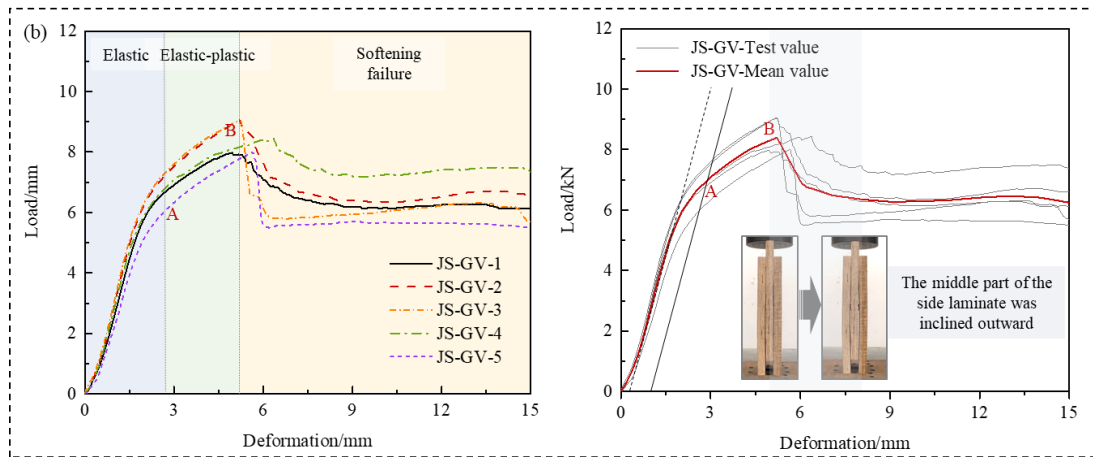 (b)
12
10
8
6
4
2
0
Load/mm
Elastic
Elastic-plastic
Softening
failure
B
A
JS-GV-1
JS-GV-2
JS-GV-3
JS-GV-4
JS-GV-5
0
3
6
9
12
15
Deformation/mm
12
10
8
6
4
2
0
Load/kN
JS-GV-Test value
JS-GV-Mean value
B
A
The middle part of the
side laminate was
inclined outward
0
3
6
9
12
15
Deformation/mm